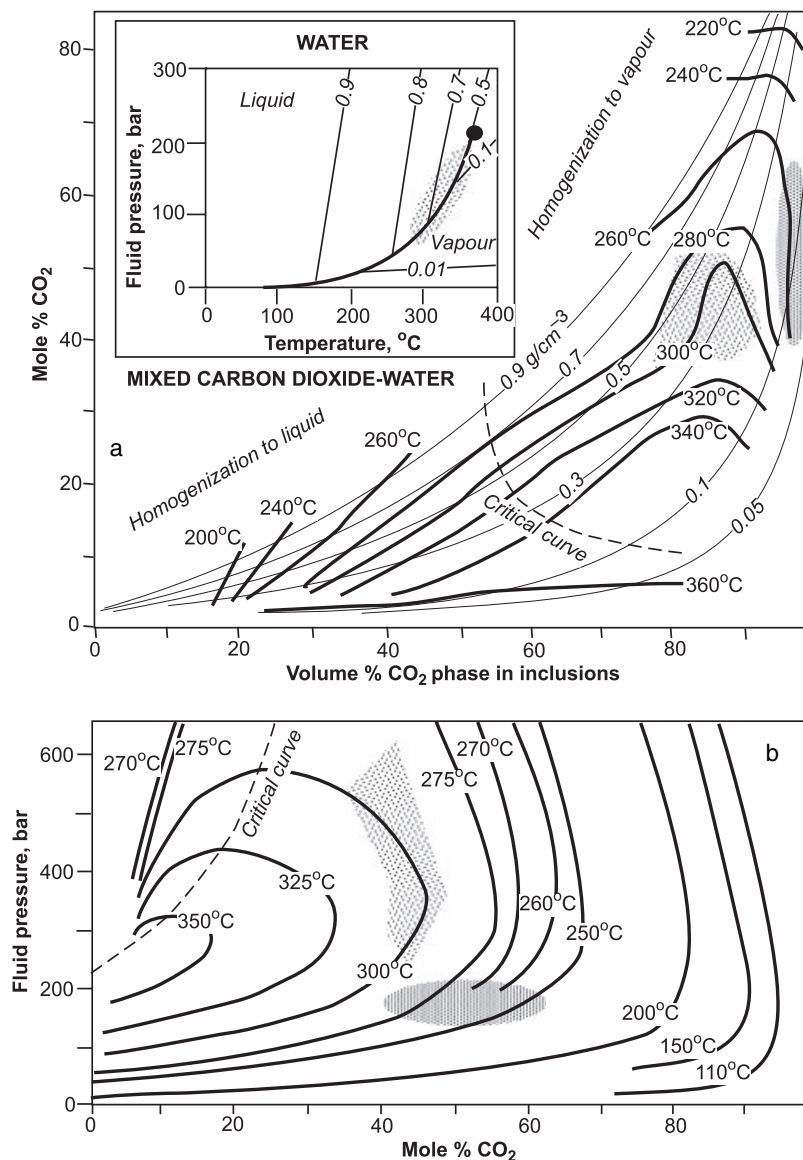 80
60
40
20
0
Mole % CO2
WATER
300
200
100
0
Fluid pressure, bar
Liquid
Vapour
0.9
0.8
0.7
0.5
0.1
0.01
0
100
200
300
400
Temperature, °C
MIXED CARBON DIOXIDE-WATER
a
Homogenization to vapour
Homogenization to liquid
220°C
240°C
260°C
280°C
300°C
320°C
340°C
360°C
260°C
240°C
200°C
0.9 g/cm-3
0.7
0.5
0.3
0.1
0.05
Critical curve
0
20
40
60
80
Volume % CO2 phase in inclusions
b
600
400
200
0
Fluid pressure, bar
270°C
275°C
Critical curve
275°C
270°C
325°C
350°C
300°C
260°C
250°C
200°C
150°C
110°C
0
20
40
60
80
Mole % CO2